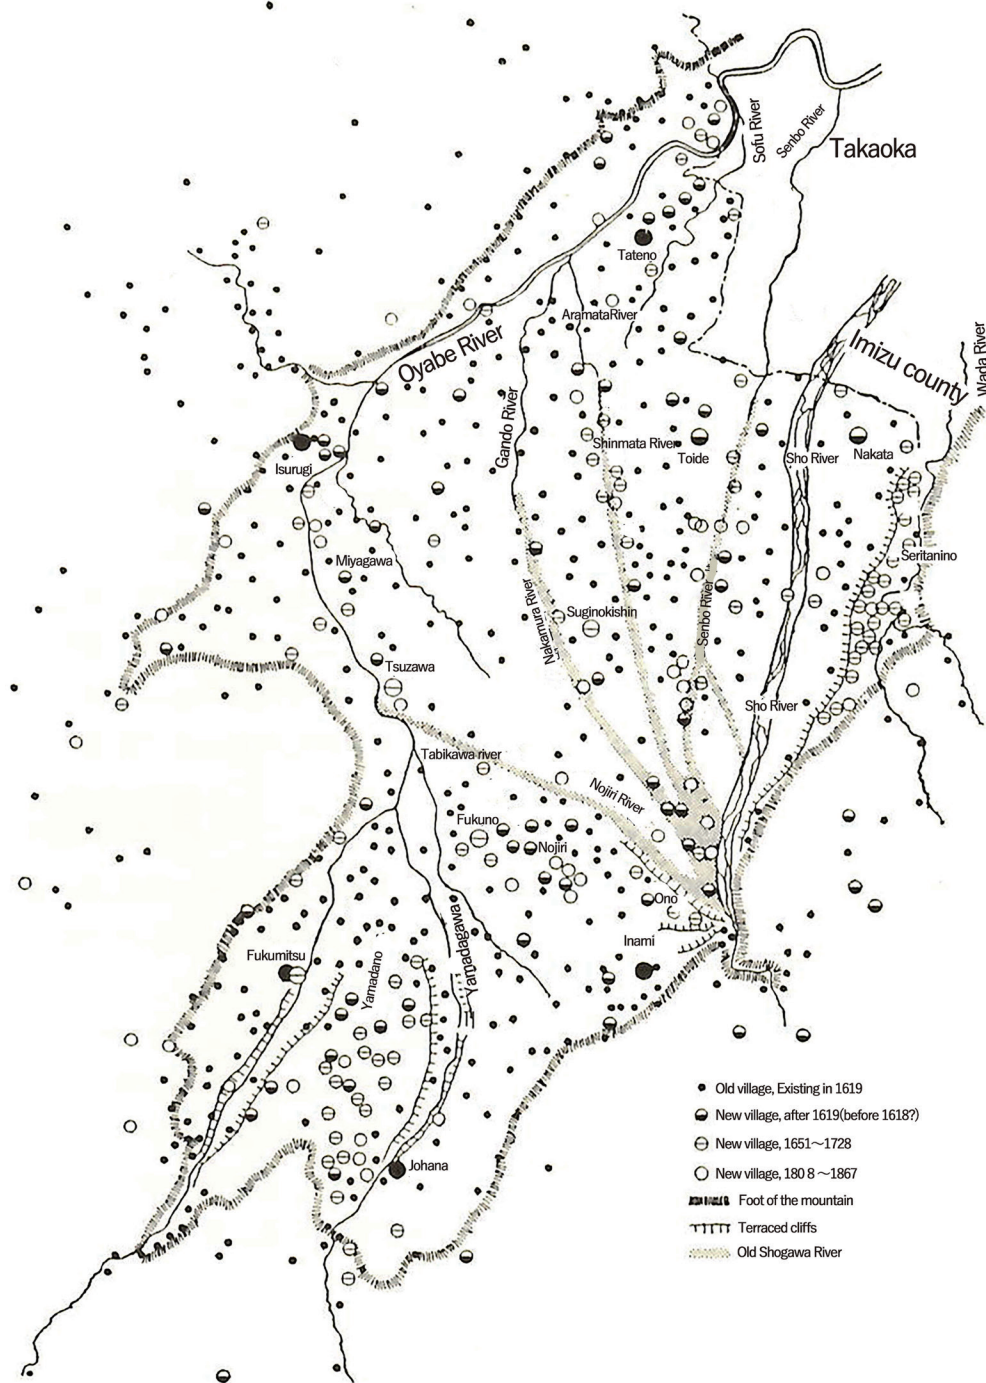 Sofu River
Senbo River
Takaoka
Tateno
AramataRiver
Oyabe River
Imizu county
Wada River
Gando River
Shinmata River
Toide
Sho River
Nakata
Isurugi
Seritanino
Miyagawa
Nakamura River
Suginokishin
Senbo River
Tsuzawa
Sho River
Tabikawa river
Nojiri River
Fukuno
Nojiri
Ono
Inami
Yamadagawa
Fukumitsu
Yamadano
Johana
Old village, Existing in 1619
New village, after 1619(before 1618?)
New village, 1651～1728
New village, 180 8 ～1867
Foot of the mountain
Terraced cliffs
Old Shogawa River